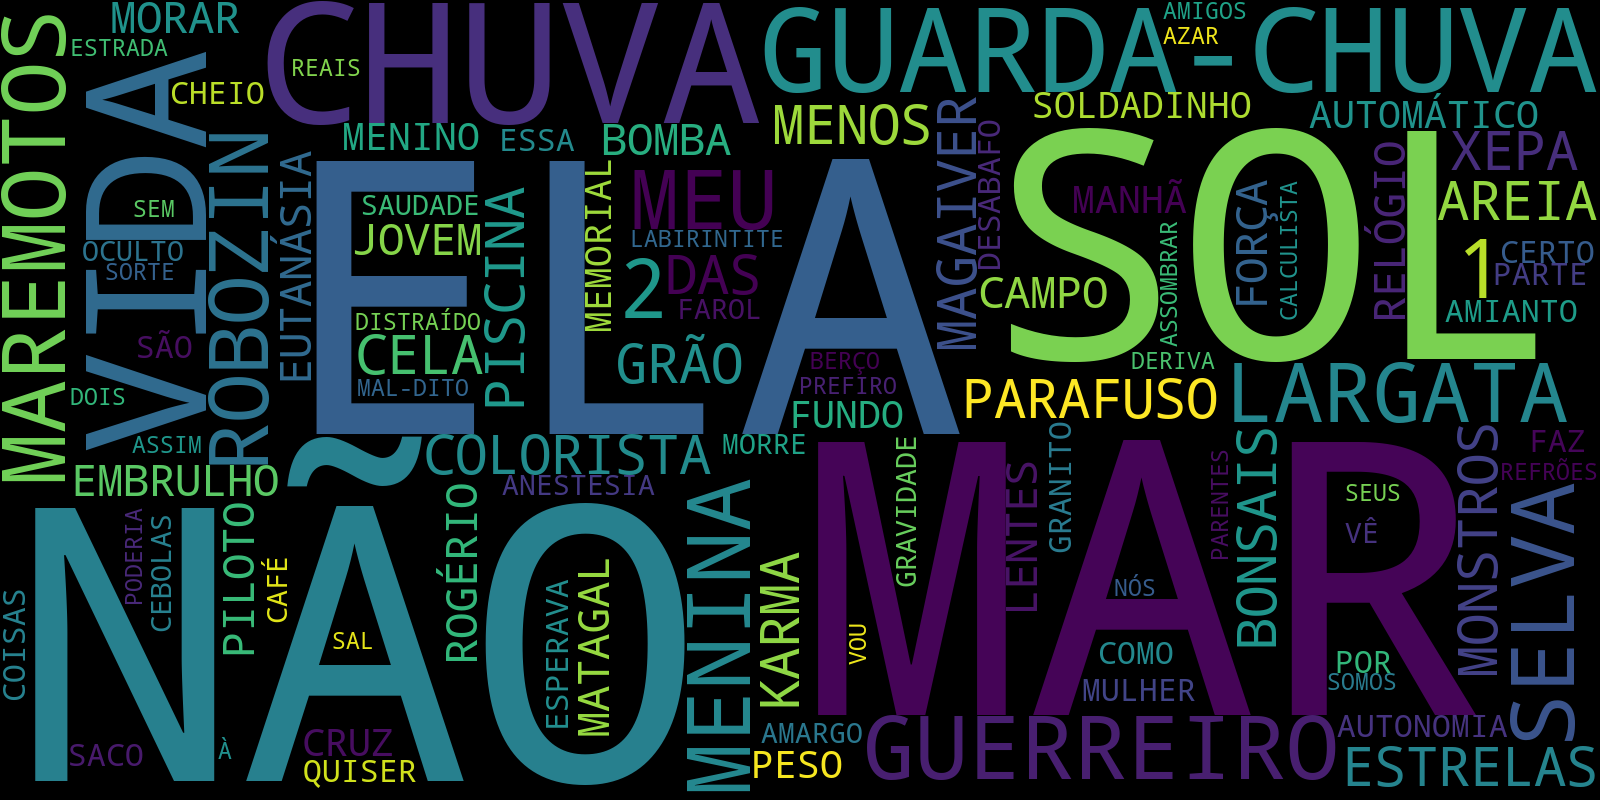 MORAR
ESTRADA
MAREMOTOS
VIDA
CHEIO
CHUVA
REAIS
GUARDA-CHUVA
AMIGOS
AZAR
SOLDADINHO
AUTOMÁTICO
MENINO
ESSA
BOMBA
MENOS
MAGAIVER
DESABAFO
SOL
XEPA
ROBOZIN
EUTANÁSIA
ELA
SAUDADE
JOVEM
PISCINA
MEMORIAL
MEU
LABIRINTITE
2
DAS
FAROL
MANHÃ
FORÇA
CALCULISTA
ASSOMBRAR
CAMPO
RELÓGIO
AREIA
1
CERTO
PARTE
AMIANTO
SEM
OCULTO
SORTE
SÃO
DISTRAÍDO
CELA
MAL-DITO
GRÃO
BERÇO
PREFIRO
FUNDO
DERIVA
PARAFUSO
LARGATA
DOIS
ASSIM
EMBRULHO
COLORISTA
MORRE
ANESTESIA
NÃO
PODERIA
CEBOLAS
COISAS
PILOTO
CAFÉ
SAL
ROGÉRIO
ESPERAVA
MATAGAL
MENINA
KARMA
MAR
GRAVIDADE
LENTES
GRANITO
PARENTES
BONSAIS
SEUS
VÊ
MONSTROS
FAZ
REFRÕES
SELVA
NÓS
VOU
COMO
MULHER
POR
SOMOS
SACO
À
CRUZ
QUISER
AMARGO
PESO
GUERREIRO
AUTONOMIA
ESTRELAS